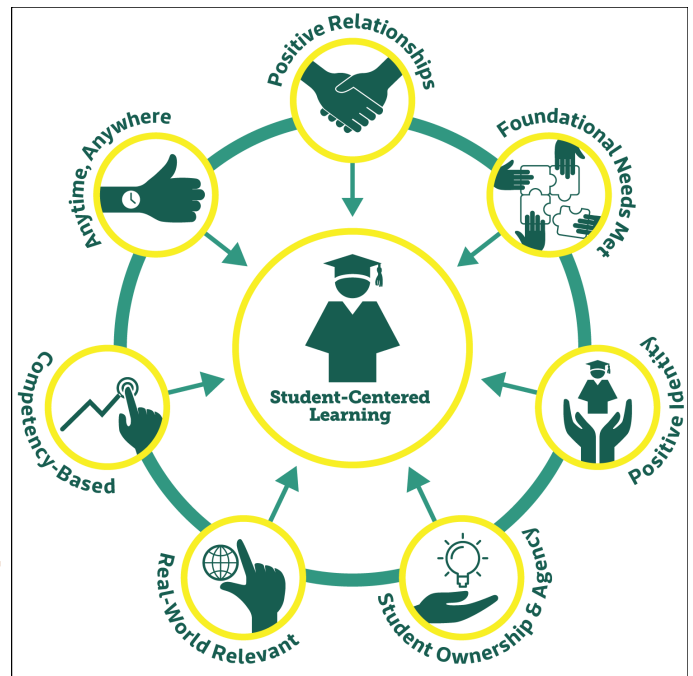 Positive Relationships
Foundational Needs Met
Positive Identity
Student Ownership & Agency
Real-World Relevant
Competency-Based
Anytime, Anywhere
Student-Centered
Learning